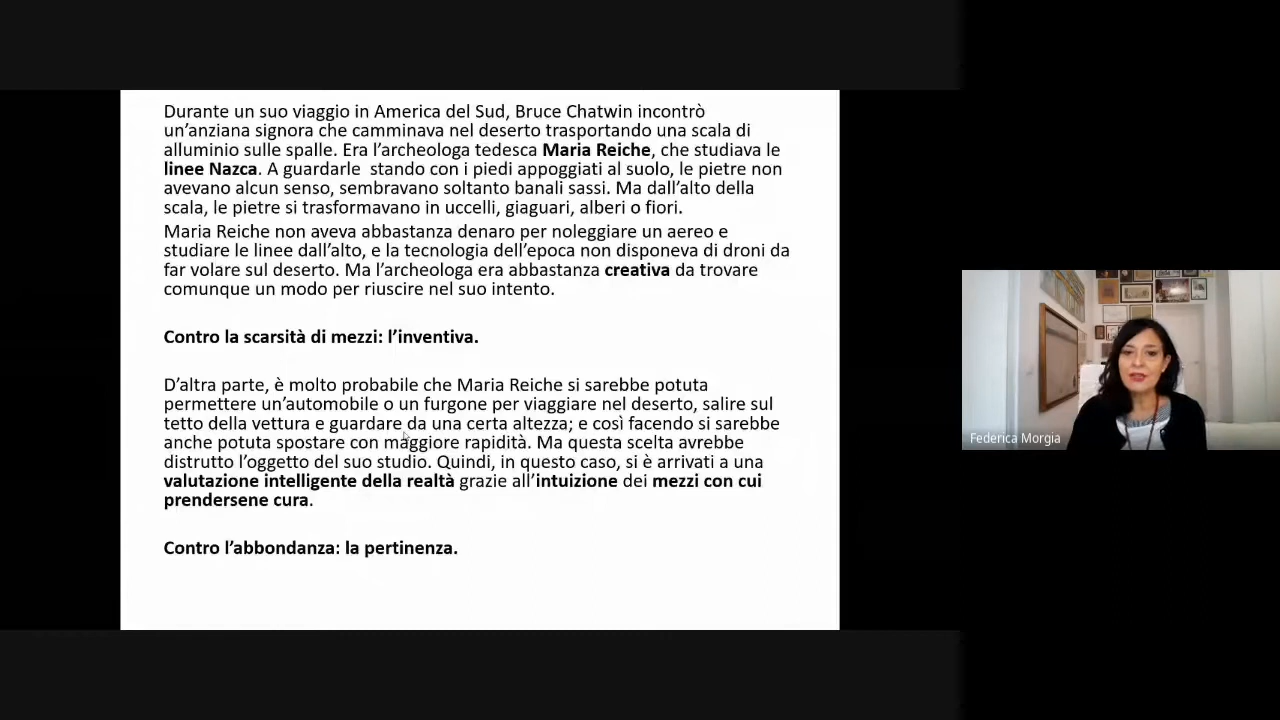 Durante un suo viaggio in America del Sud, Bruce Chatwin incontrò
un’anziana signora che camminava nel deserto trasportando una scala di
alluminio sulle spalle. Era l’archeologa tedesca Maria Reiche, che studiava le
linee Nazca. A guardarle  stando con i piedi appoggiati al suolo, le pietre non
avevano alcun senso, sembravano soltanto banali sassi. Ma dall’alto della
scala, le pietre si trasformavano in uccelli, giaguari, alberi o fiori.
Maria Reiche non aveva abbastanza denaro per noleggiare un aereo e
studiare le linee dall’alto, e la tecnologia dell’epoca non disponeva di droni da
far volare sul deserto. Ma l’archeologa era abbastanza creativa da trovare
comunque un modo per riuscire nel suo intento.
Contro la scarsità di mezzi: l’inventiva.
D’altra parte, è molto probabile che Maria Reiche si sarebbe potuta
permettere un’automobile o un furgone per viaggiare nel deserto, salire sul
tetto della vettura e guardare da una certa altezza; e così facendo si sarebbe
anche potuta spostare con maggiore rapidità. Ma questa scelta avrebbe
distrutto l’oggetto del suo studio. Quindi, in questo caso, si è arrivati a una
valutazione intelligente della realtà grazie all’intuizione dei mezzi con cui
prendersene cura.
Contro l’abbondanza: la pertinenza.
Federica Morgia